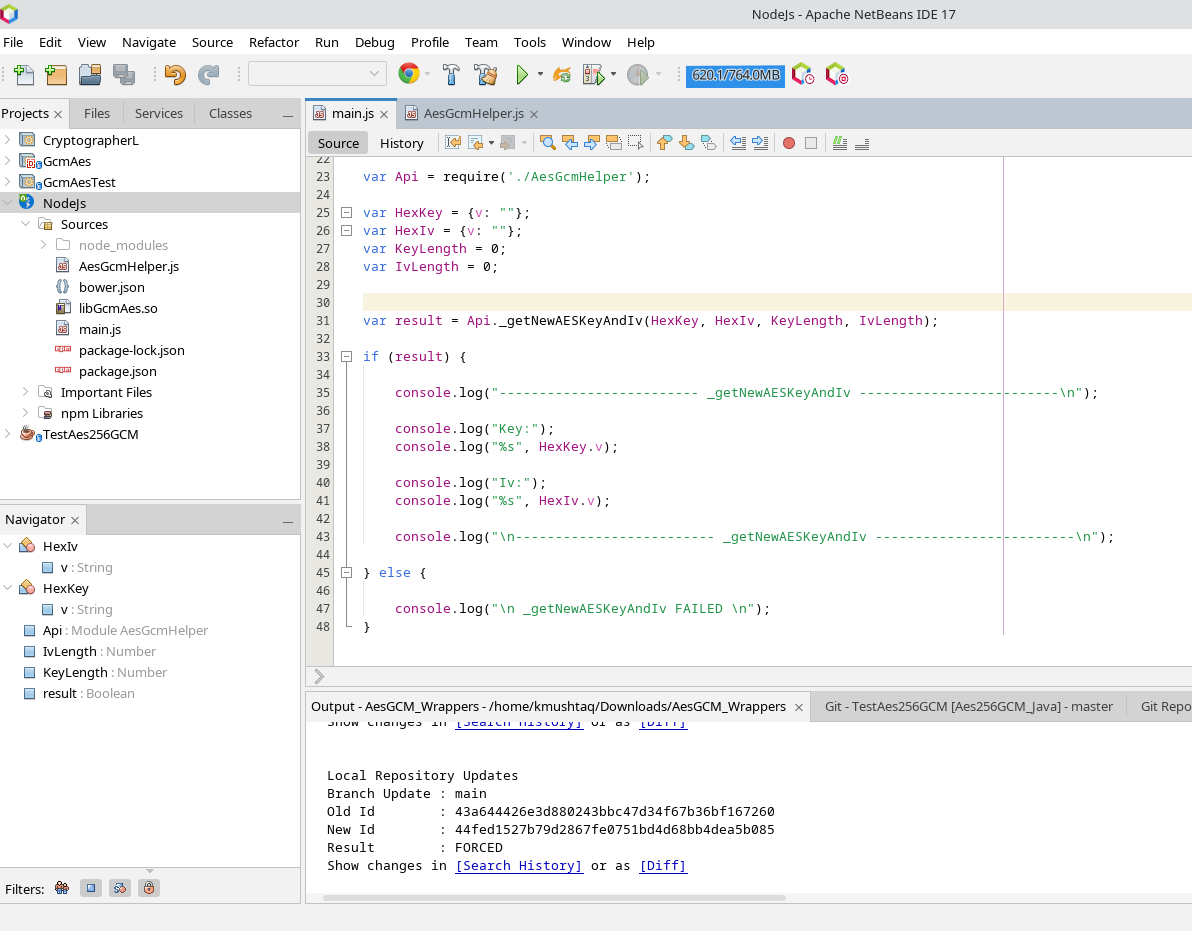 NodeJs - Apache NetBeans IDE 17
File Edit View Navigate Source Refactor Run Debug Profile Team Tools Window Help
620.1/764.0MB
Projects Files Services Classes
CryptographerL
GcmAes
GcmAesTest
NodeJs
Sources
node_modules
AesGcmHelper.js
bower.json
libGcmAes.so
main.js
package-lock.json
package.json
Important Files
npm Libraries
TestAes256GCM
Navigator
HexIv
v : String
HexKey
v : String
Api : Module AesGcmHelper
IvLength : Number
KeyLength : Number
result : Boolean
Filters:
main.js AesGcmHelper.js
Source History
22
23 var Api = require('./AesGcmHelper');
24
25 var HexKey = {v: ""};
26 var HexIv = {v: ""};
27 var KeyLength = 0;
28 var IvLength = 0;
29
30
31 var result = Api._getNewAESKeyAndIv(HexKey, HexIv, KeyLength, IvLength);
32
33 if (result) {
34
35 console.log("------------------------- _getNewAESKeyAndIv -------------------------\n");
36
37 console.log("Key:");
38 console.log("%s", HexKey.v);
39
40 console.log("Iv:");
41 console.log("%s", HexIv.v);
42
43 console.log("\n------------------------- _getNewAESKeyAndIv -------------------------\n");
44
45 } else {
46
47 console.log("\n _getNewAESKeyAndIv FAILED \n");
48 }
Output - AesGCM_Wrappers - /home/kmushtaq/Downloads/AesGCM_Wrappers Git - TestAes256GCM [Aes256GCM_Java] - master Git Repo
Show changes in [Search History] or as [Diff]
Local Repository Updates
Branch Update : main
Old Id : 43a644426e3d880243bbc47d34f67b36bf167260
New Id : 44fed1527b79d2867fe0751bd4d68bb4dea5b085
Result : FORCED
Show changes in [Search History] or as [Diff]